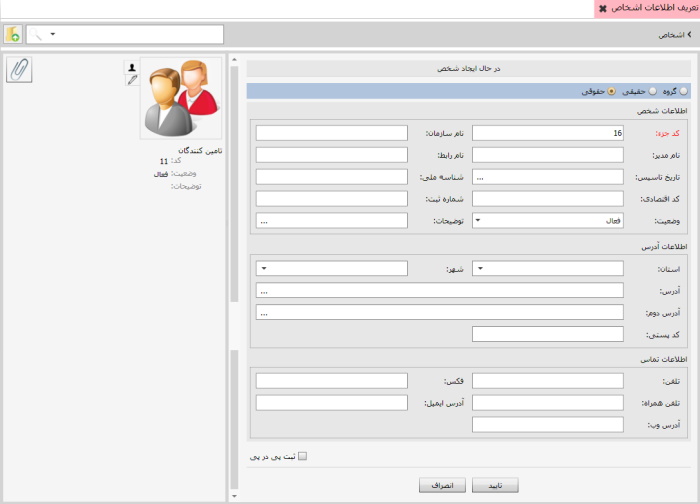 تعریف اطلاعات اشخاص
اشخاص
در حال ایجاد شخص
گروه حقیقی حقوقی
اطلاعات شخص
کد جزء: 16 نام سازمان:
نام مدیر: نام رابط:
تاریخ تاسیس: ... شناسه ملی:
کد اقتصادی: شماره ثبت:
وضعیت: فعال توضیحات: ...
اطلاعات آدرس
استان: شهر:
آدرس: ...
آدرس دوم: ...
کد پستی:
اطلاعات تماس
تلفن: فکس:
تلفن همراه: آدرس ایمیل:
آدرس وب:
ثبت پی در پی
تایید انصراف
تامین کنندگان
کد: 11
وضعیت: فعال
توضیحات: